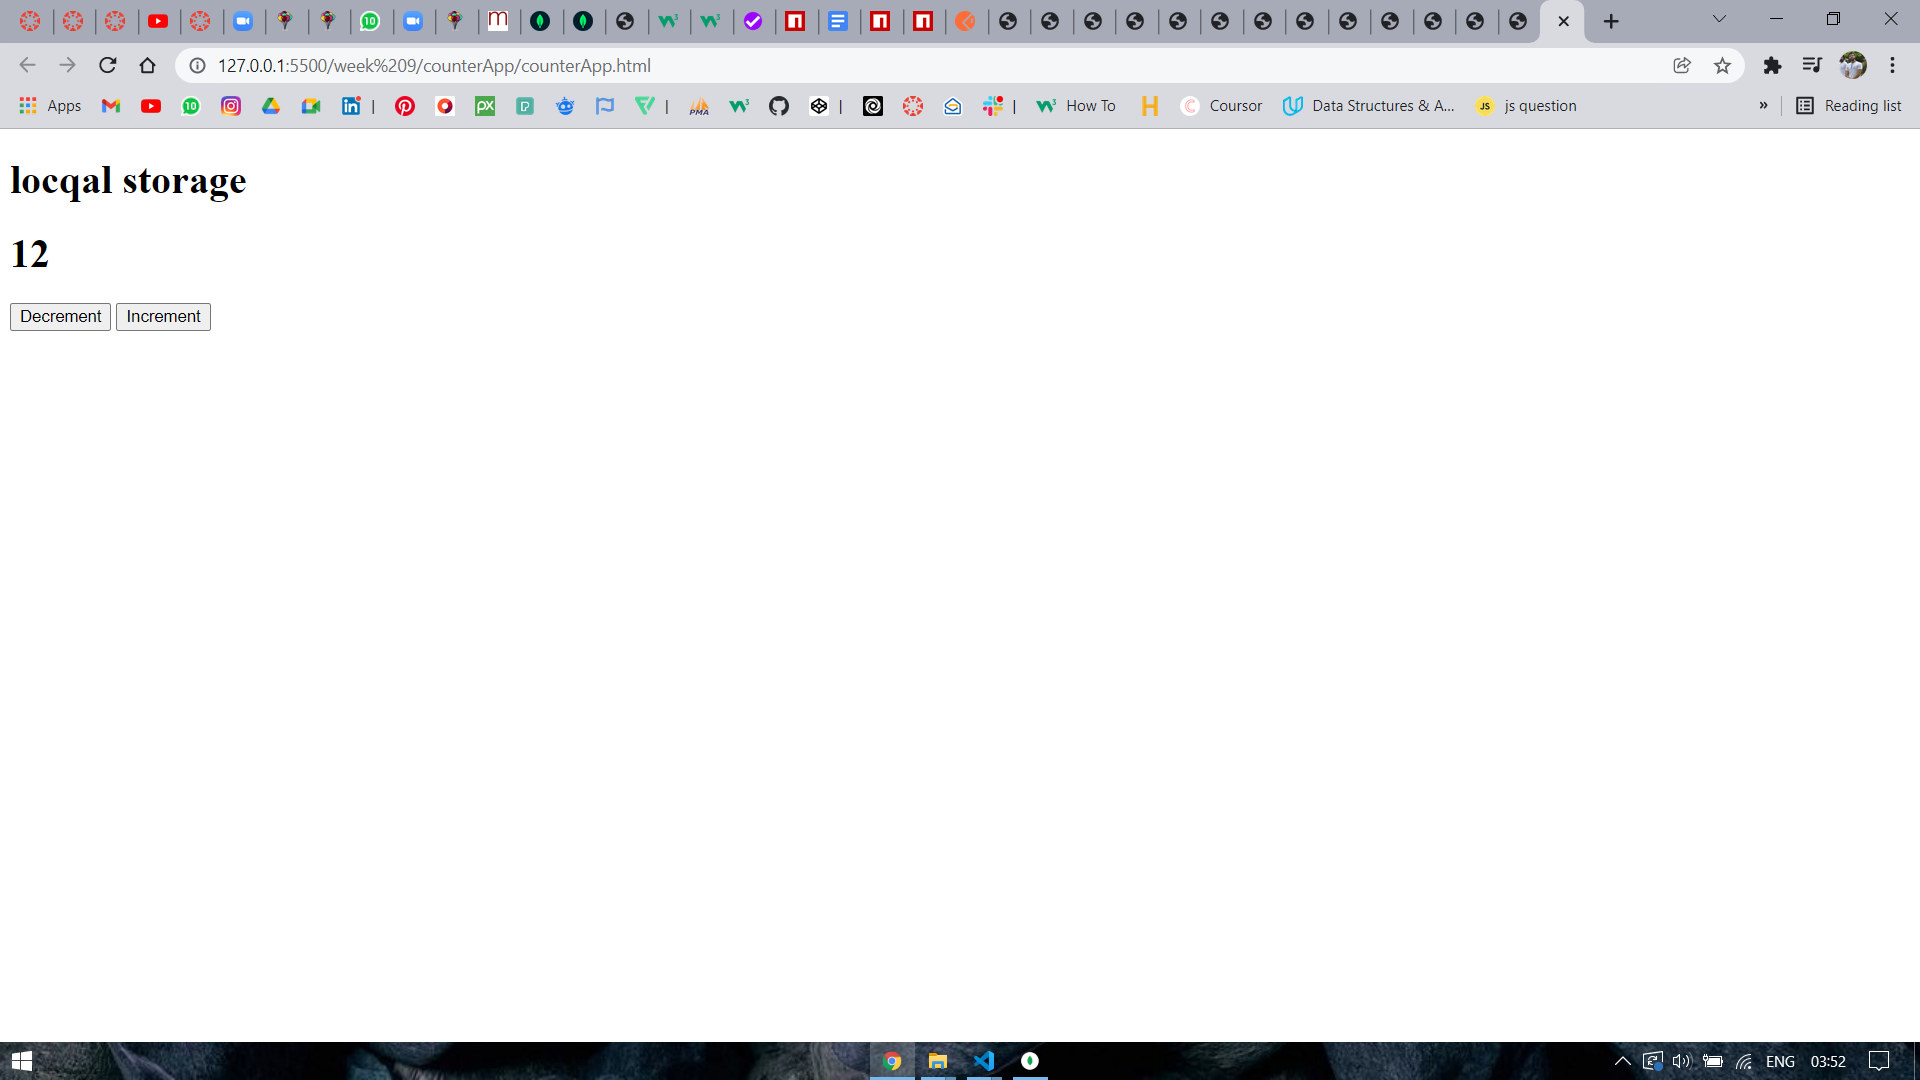 127.0.0.1:5500/week%209/counterApp/counterApp.html
Apps | | | | How To Coursor Data Structures & A... js question » Reading list
locqal storage
12
Decrement Increment
ENG 03:52